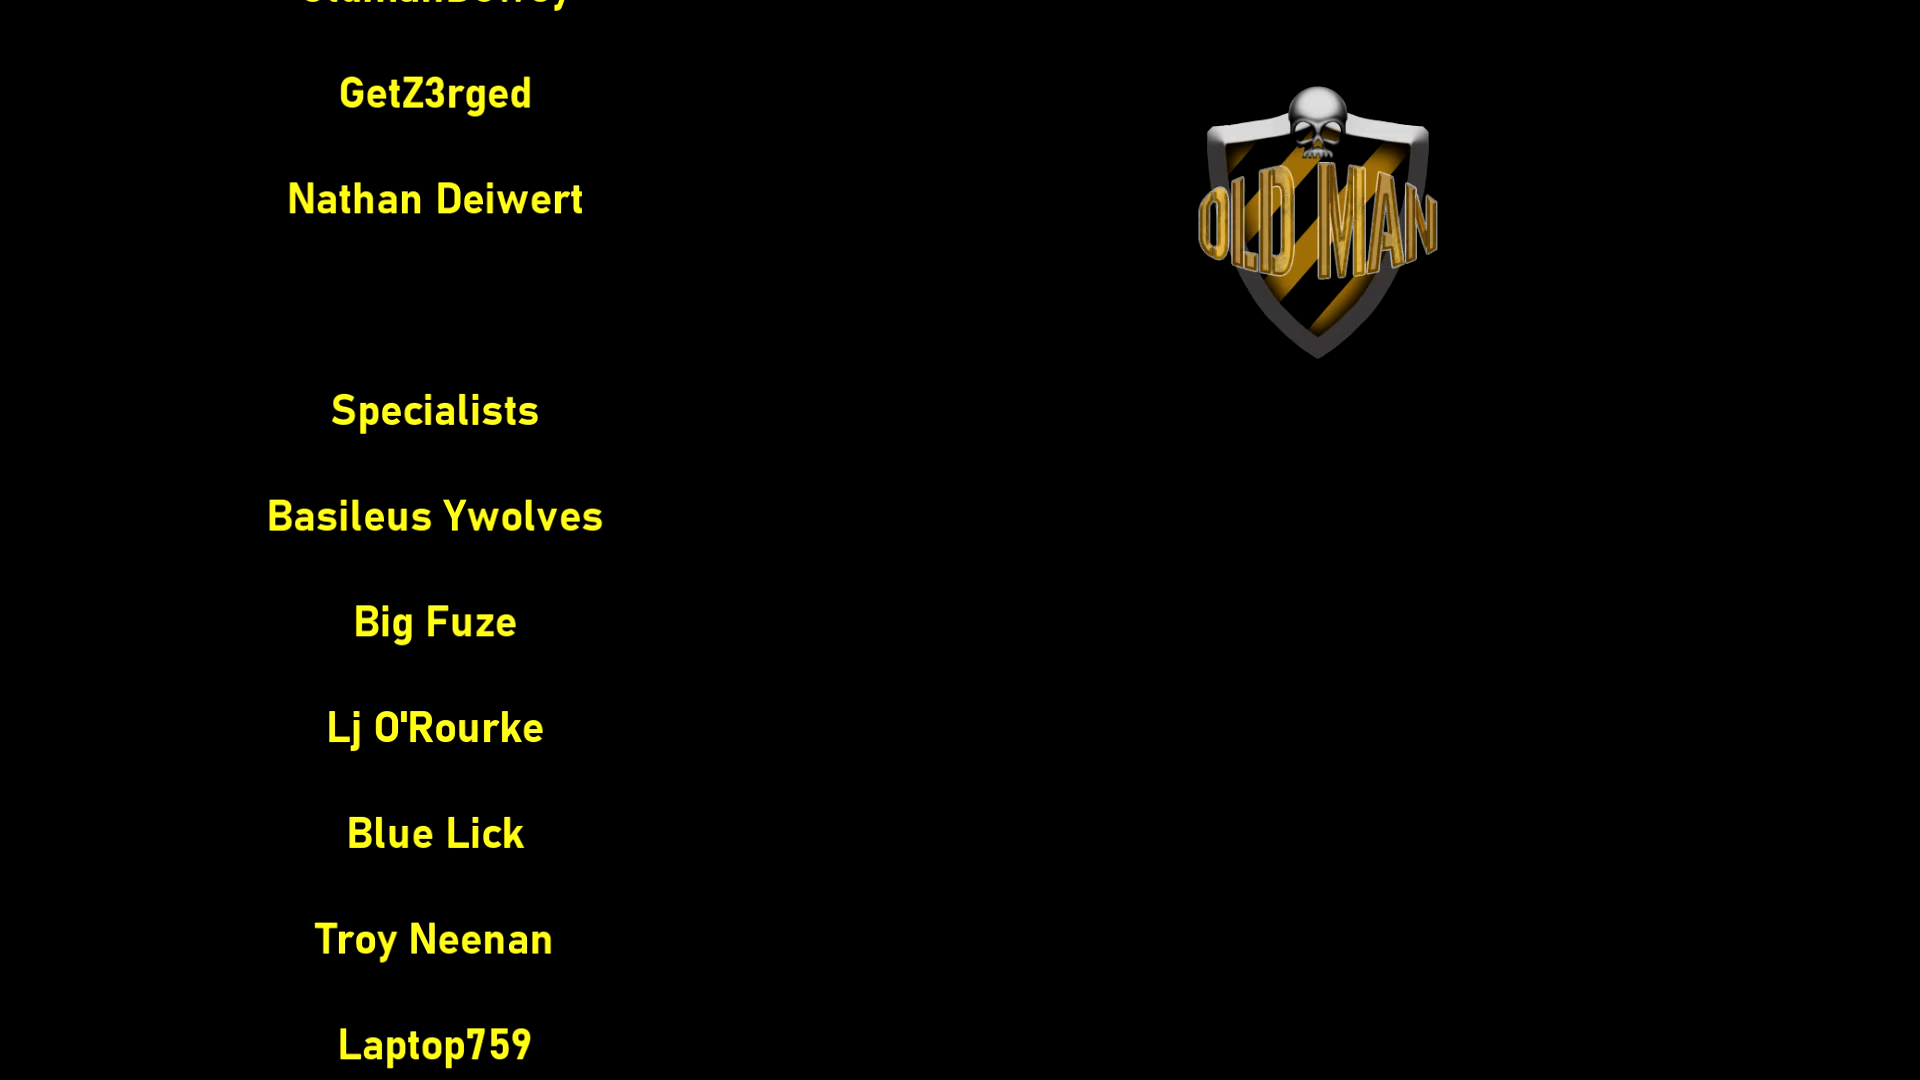 GetZ3rged
Nathan Deiwert
Specialists
Basileus Ywolves
Big Fuze
Lj O'Rourke
Blue Lick
Troy Neenan
Laptop759
OLD MAN